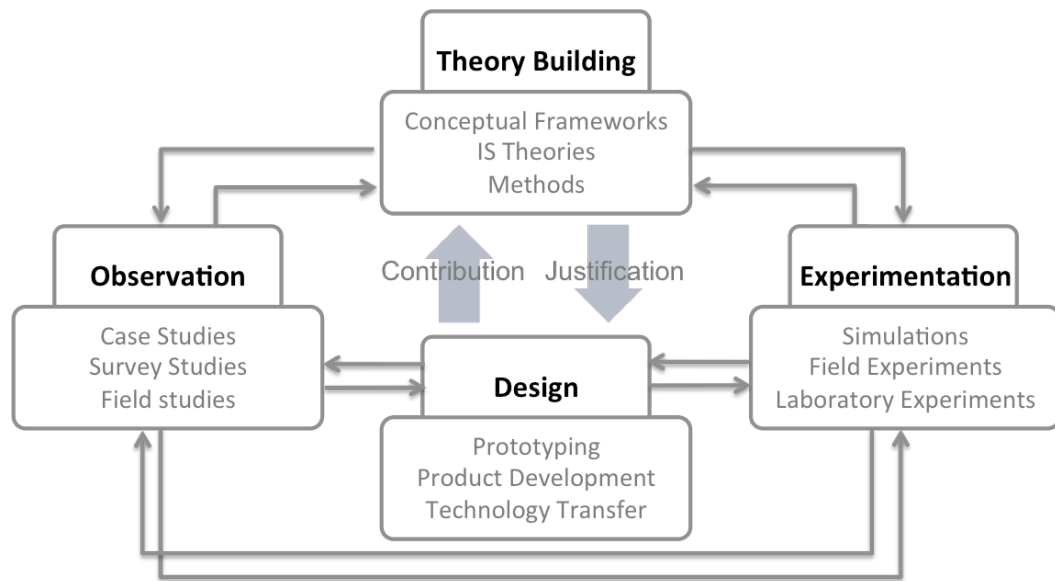 Theory Building
Conceptual Frameworks
IS Theories
Methods
Contribution
Justification
Observation
Case Studies
Survey Studies
Field studies
Experimentation
Simulations
Field Experiments
Laboratory Experiments
Design
Prototyping
Product Development
Technology Transfer